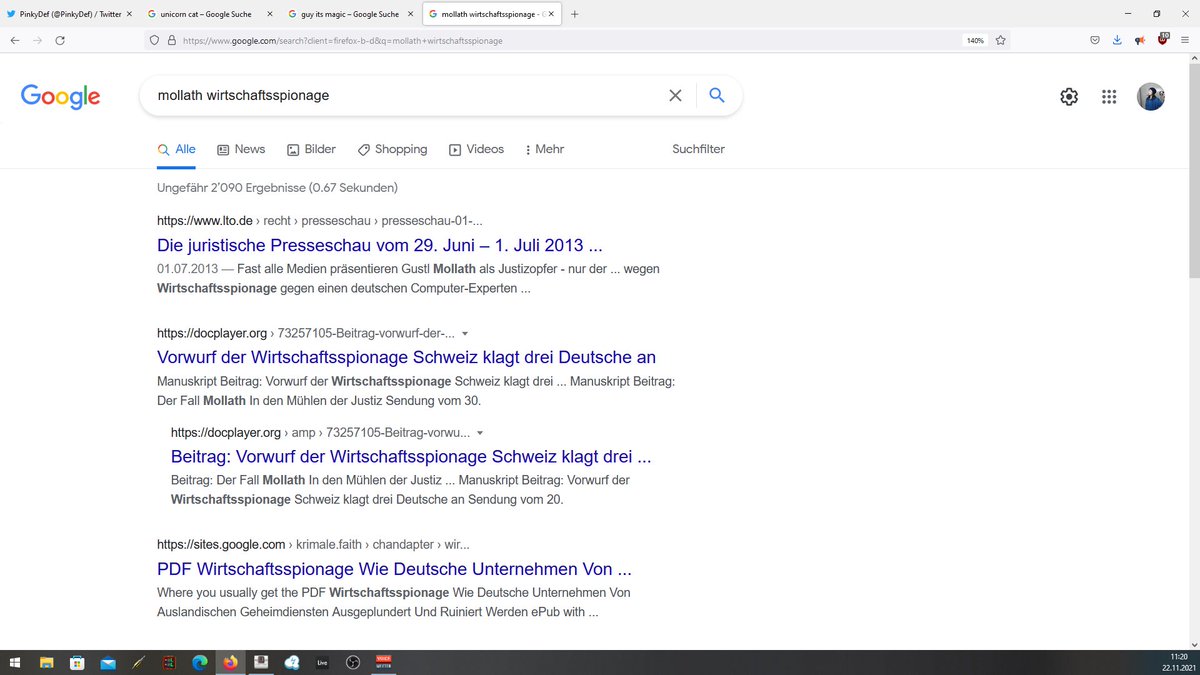 PinkyDef (@PinkyDef) / Twitter
unicorn cat – Google Suche
guy its magic – Google Suche
mollath wirtschaftsspionage - G
https://www.google.com/search?client=firefox-b-d&q=mollath+wirtschaftsspionage
140%
Google
mollath wirtschaftsspionage
Alle News Bilder Shopping Videos Mehr Suchfilter
Ungefähr 2’090 Ergebnisse (0.67 Sekunden)
https://www.lto.de › recht › presseschau › presseschau-01-...
Die juristische Presseschau vom 29. Juni – 1. Juli 2013 ...
01.07.2013 — Fast alle Medien präsentieren Gustl Mollath als Justizopfer - nur der ... wegen
Wirtschaftsspionage gegen einen deutschen Computer-Experten ...
https://docplayer.org › 73257105-Beitrag-vorwurf-der-...
Vorwurf der Wirtschaftsspionage Schweiz klagt drei Deutsche an
Manuskript Beitrag: Vorwurf der Wirtschaftsspionage Schweiz klagt drei ... Manuskript Beitrag:
Der Fall Mollath In den Mühlen der Justiz Sendung vom 30.
https://docplayer.org › amp › 73257105-Beitrag-vorwu...
Beitrag: Vorwurf der Wirtschaftsspionage Schweiz klagt drei ...
Beitrag: Der Fall Mollath In den Mühlen der Justiz ... Manuskript Beitrag: Vorwurf der
Wirtschaftsspionage Schweiz klagt drei Deutsche an Sendung vom 20.
https://sites.google.com › krimale.faith › chandapter › wir...
PDF Wirtschaftsspionage Wie Deutsche Unternehmen Von ...
Where you usually get the PDF Wirtschaftsspionage Wie Deutsche Unternehmen Von
Auslandischen Geheimdiensten Ausgeplundert Und Ruiniert Werden ePub with ...
Live
11:20
22.11.2021